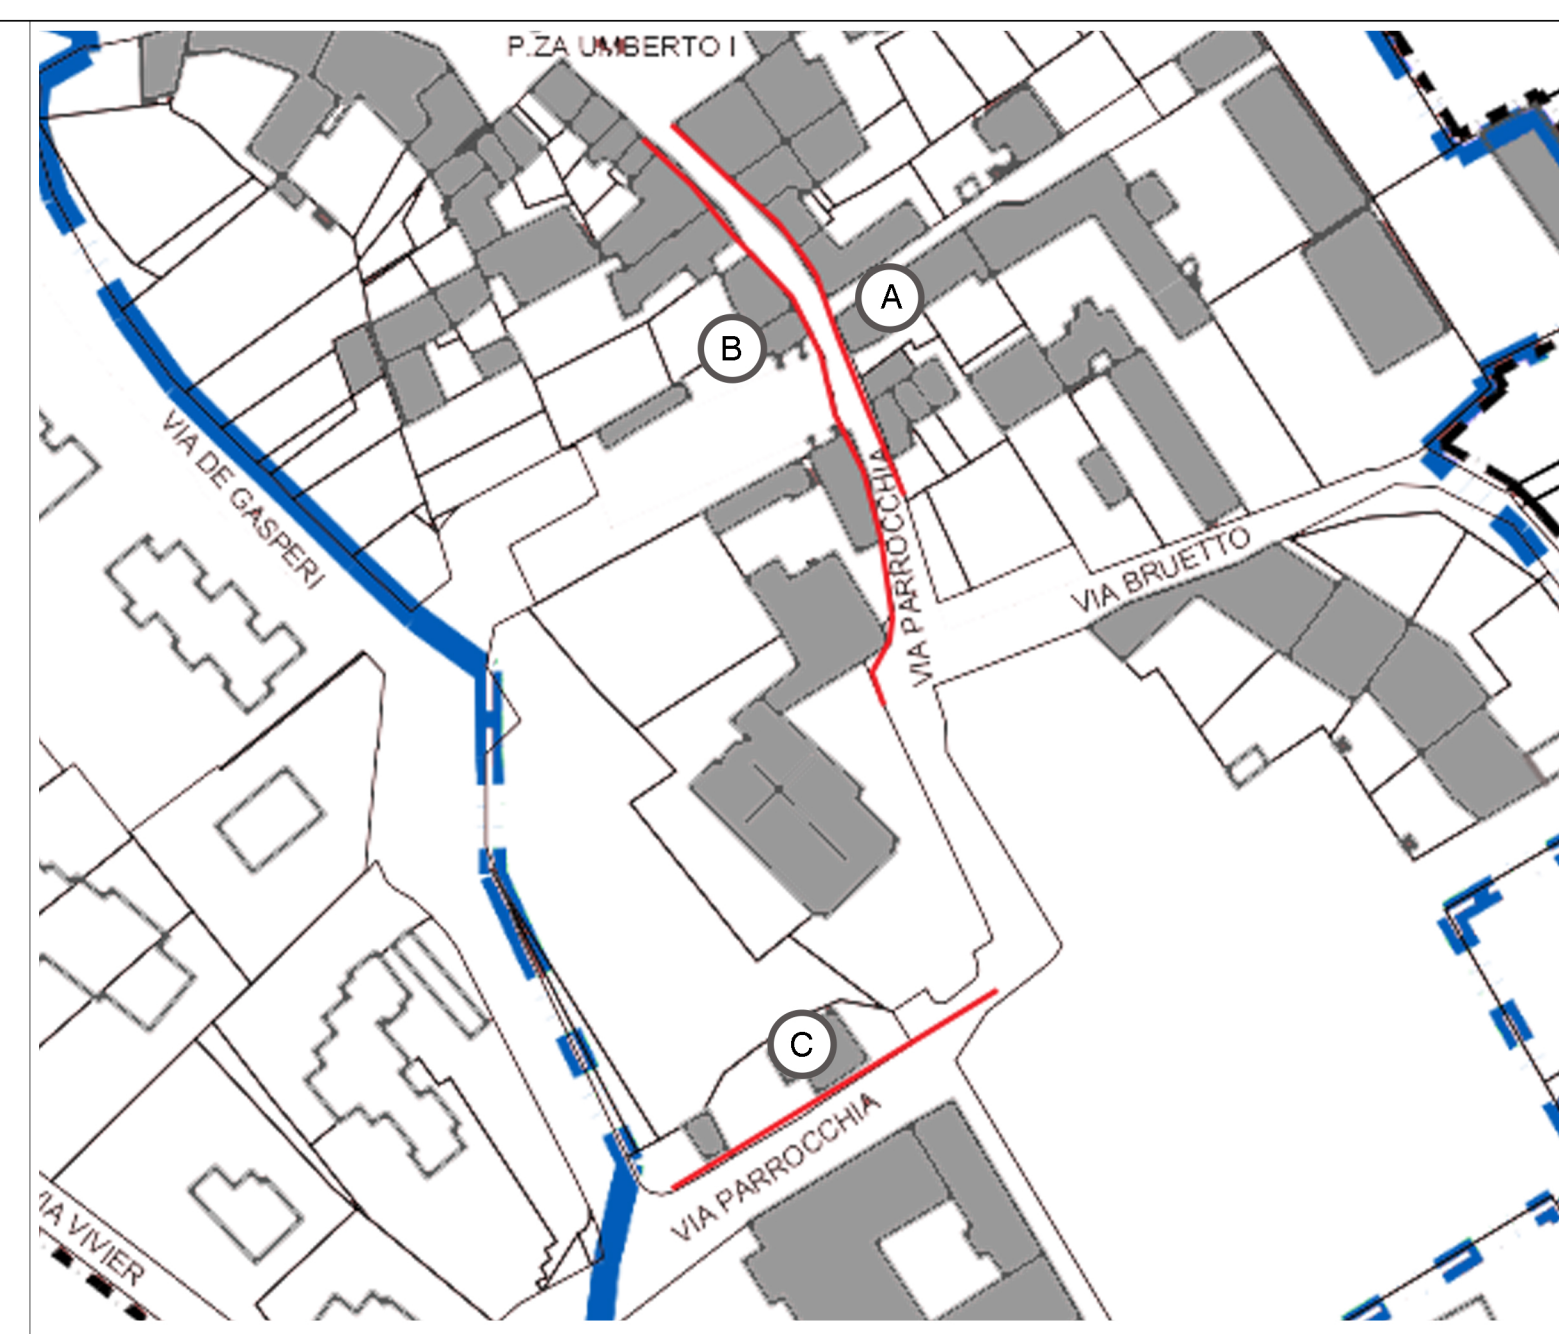 P.ZA UMBERTO I
A
B
VIA DE GASPERI
VIA PARROCCHIA
VIA BRUETTO
C
VIA PARROCCHIA
VIA VIVIER